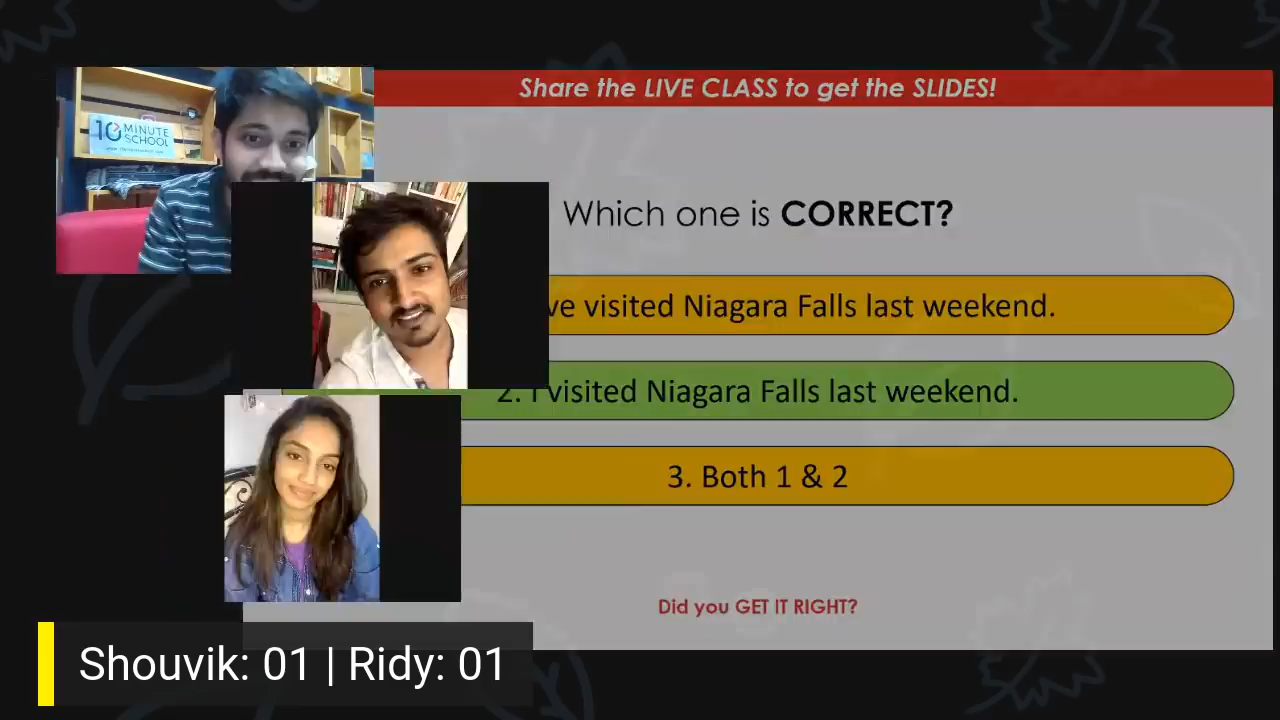 Share the LIVE CLASS to get the SLIDES!
10 MINUTE
SCHOOL
Which one is CORRECT?
ve visited Niagara Falls last weekend.
2. I visited Niagara Falls last weekend.
3. Both 1 & 2
Did you GET IT RIGHT?
Shouvik: 01 | Ridy: 01